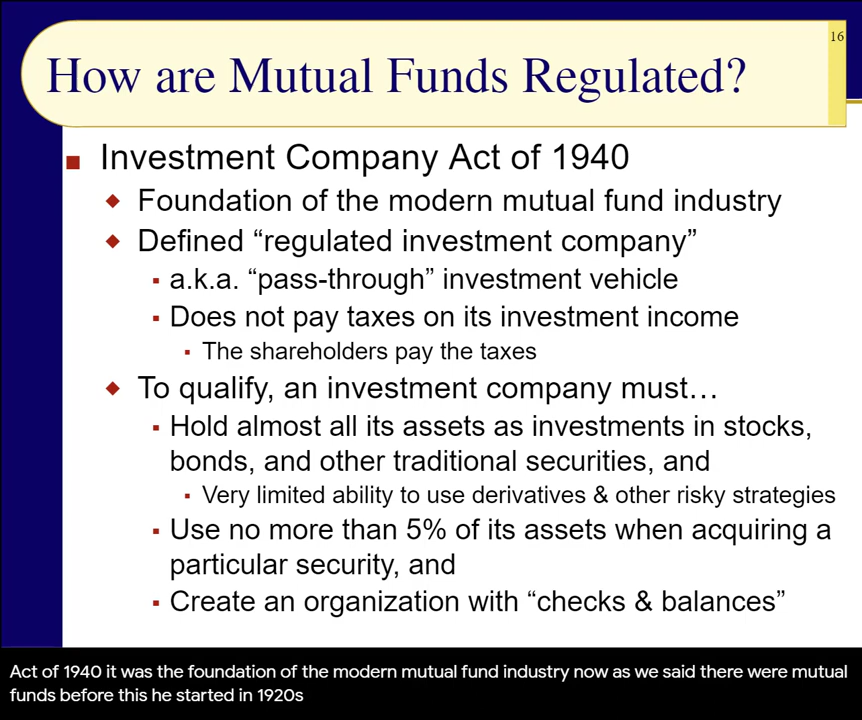 16
How are Mutual Funds Regulated?
Investment Company Act of 1940
Foundation of the modern mutual fund industry
Defined “regulated investment company”
a.k.a. “pass-through” investment vehicle
Does not pay taxes on its investment income
The shareholders pay the taxes
To qualify, an investment company must…
Hold almost all its assets as investments in stocks,
bonds, and other traditional securities, and
Very limited ability to use derivatives & other risky strategies
Use no more than 5% of its assets when acquiring a
particular security, and
Create an organization with “checks & balances”
Act of 1940 it was the foundation of the modern mutual fund industry now as we said there were mutual
funds before this he started in 1920s